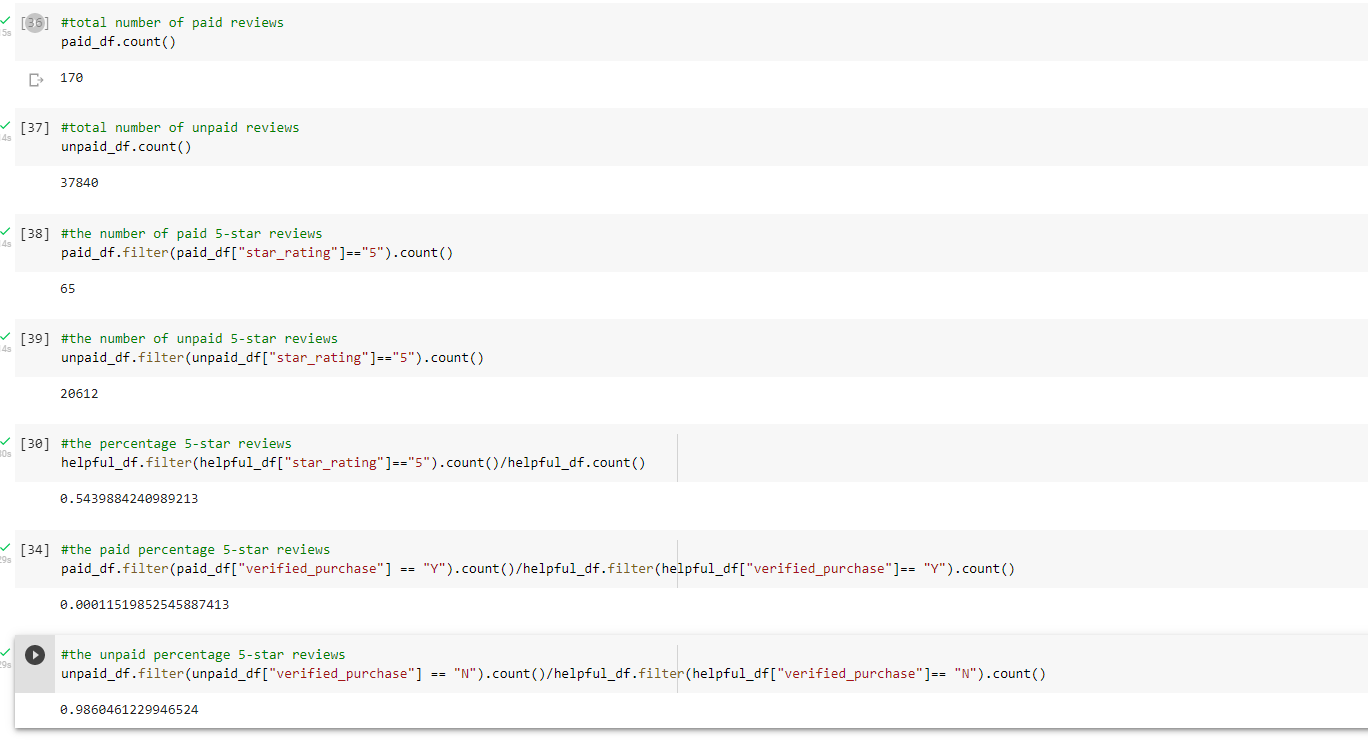 [36] #total number of paid reviews
paid_df.count()
170
[37] #total number of unpaid reviews
unpaid_df.count()
37840
[38] #the number of paid 5-star reviews
paid_df.filter(paid_df["star_rating"]=="5").count()
65
[39] #the number of unpaid 5-star reviews
unpaid_df.filter(unpaid_df["star_rating"]=="5").count()
20612
[30] #the percentage 5-star reviews
helpful_df.filter(helpful_df["star_rating"]=="5").count()/helpful_df.count()
0.5439884240989213
[34] #the paid percentage 5-star reviews
paid_df.filter(paid_df["verified_purchase"] == "Y").count()/helpful_df.filter(helpful_df["verified_purchase"]== "Y").count()
0.00011519852545887413
#the unpaid percentage 5-star reviews
unpaid_df.filter(unpaid_df["verified_purchase"] == "N").count()/helpful_df.filter(helpful_df["verified_purchase"]== "N").count()
0.9860461229946524